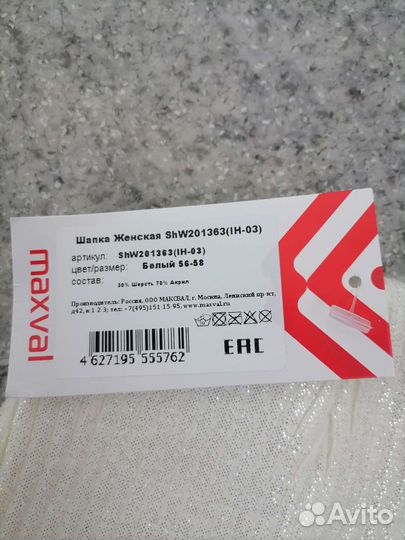 maxval
Шапка Женская ShW201363(IH-03)
артикул: ShW201363(IH-03)
цвет/размер: Белый 56-58
состав:
30% Шерсть 70% Акрил
Производитель: Россия, ООО МАКСВАЛ, г. Москва, Ленинский пр-кт,
д42, к 1-2-3; тел: +7(495)151-15-95, www.maxval.ru
4 627195 555762
EAC
Avito